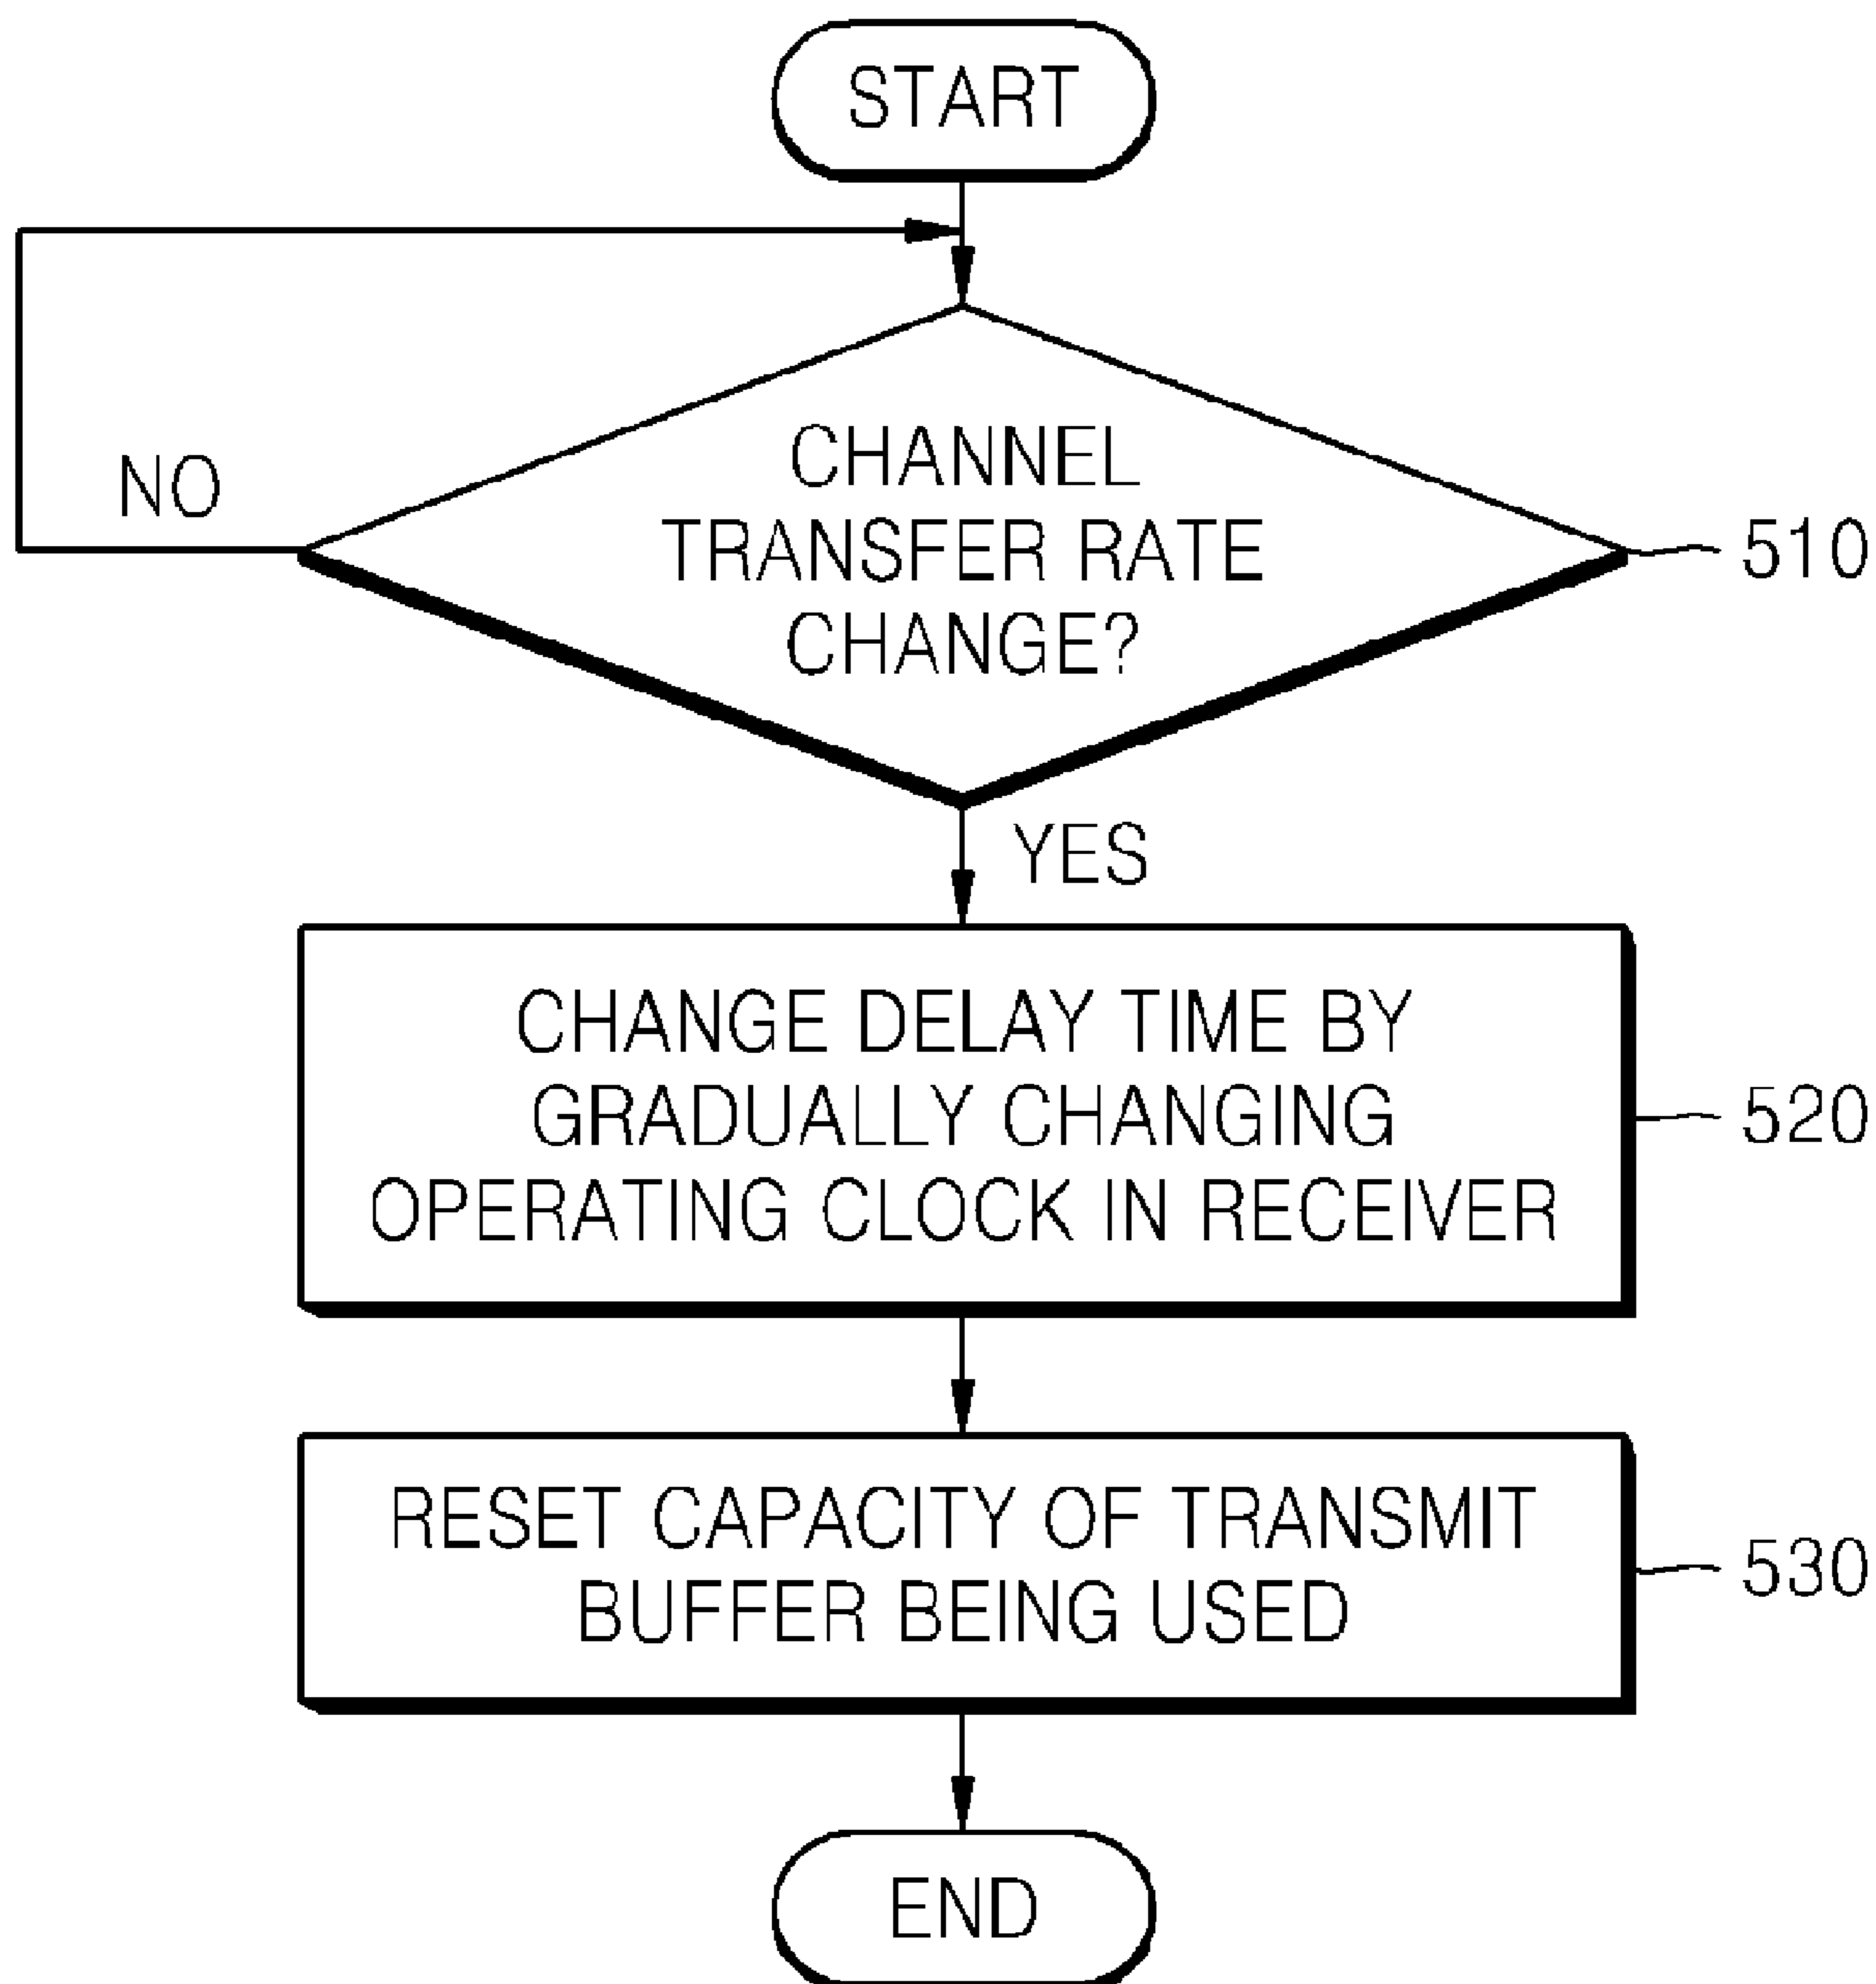 START
NO
CHANNEL
TRANSFER RATE
CHANGE?
510
YES
CHANGE DELAY TIME BY
GRADUALLY CHANGING
OPERATING CLOCK IN RECEIVER
520
RESET CAPACITY OF TRANSMIT
BUFFER BEING USED
530
END